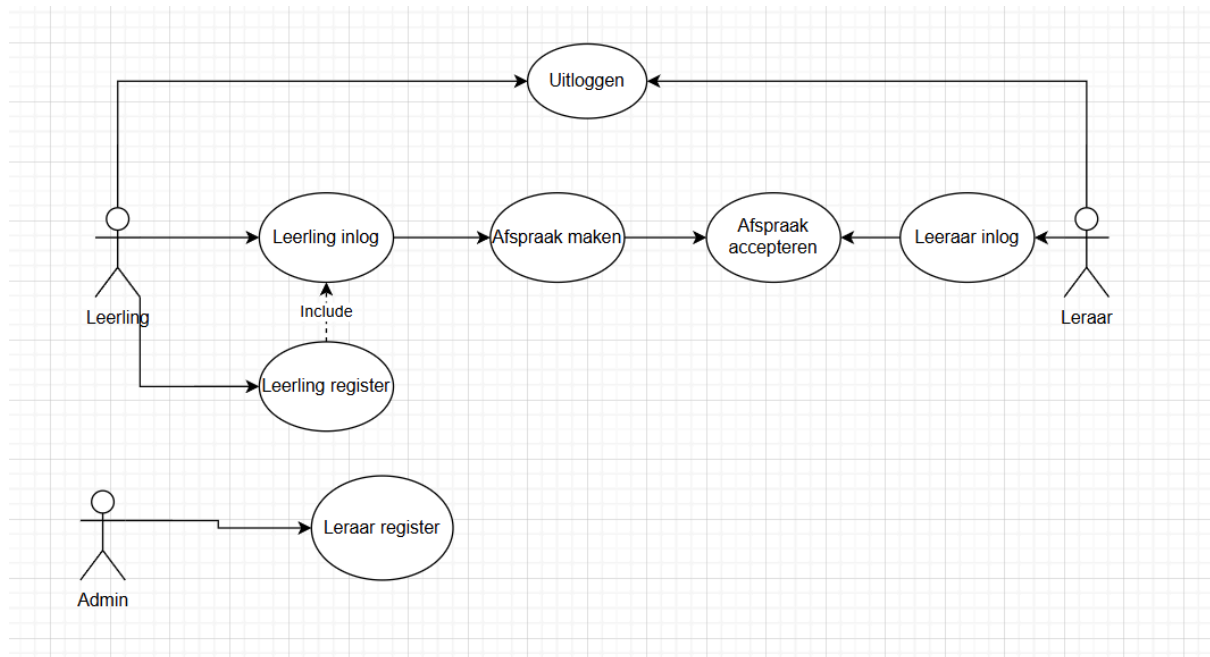 Uitloggen
Leerling inlog
Afspraak maken
Afspraak
accepteren
Leeraar inlog
Leerling
Leraar
Include
Leerling register
Leraar register
Admin